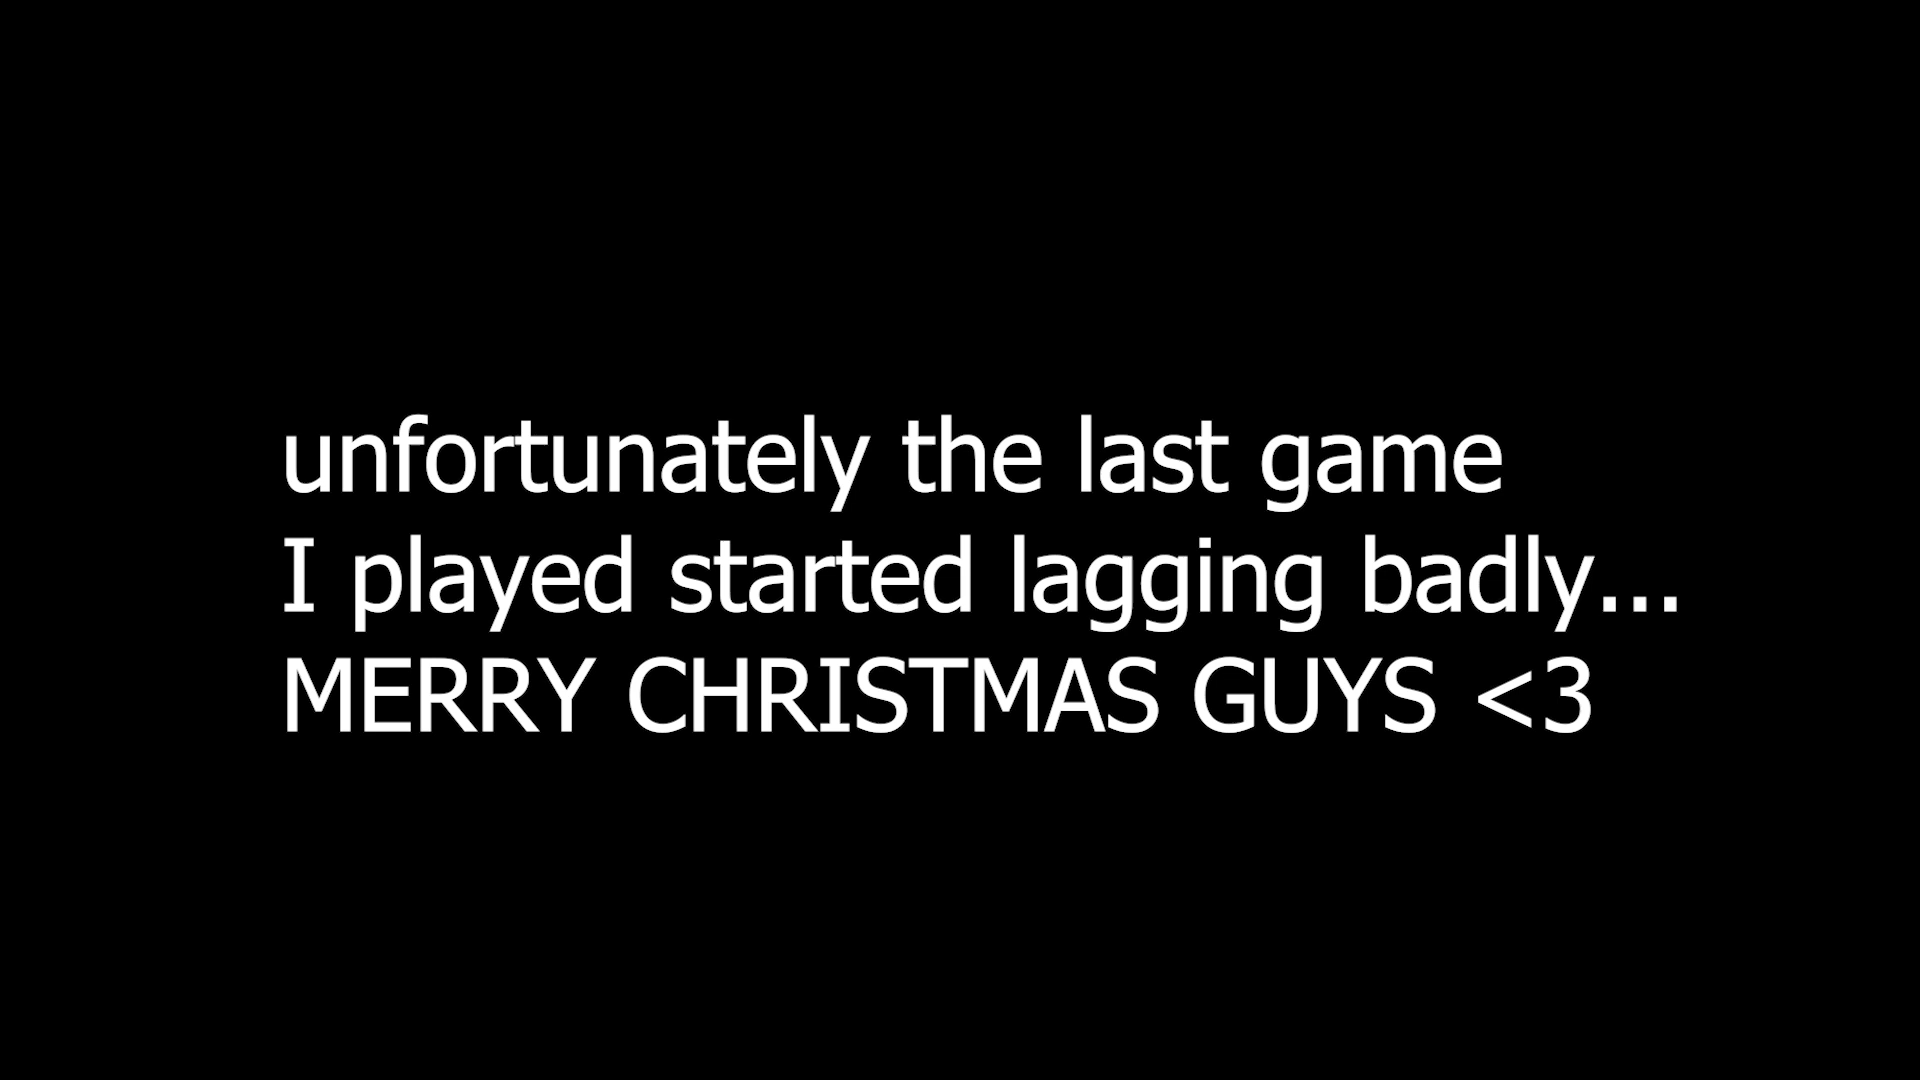 unfortunately the last game
I played started lagging badly...
MERRY CHRISTMAS GUYS <3